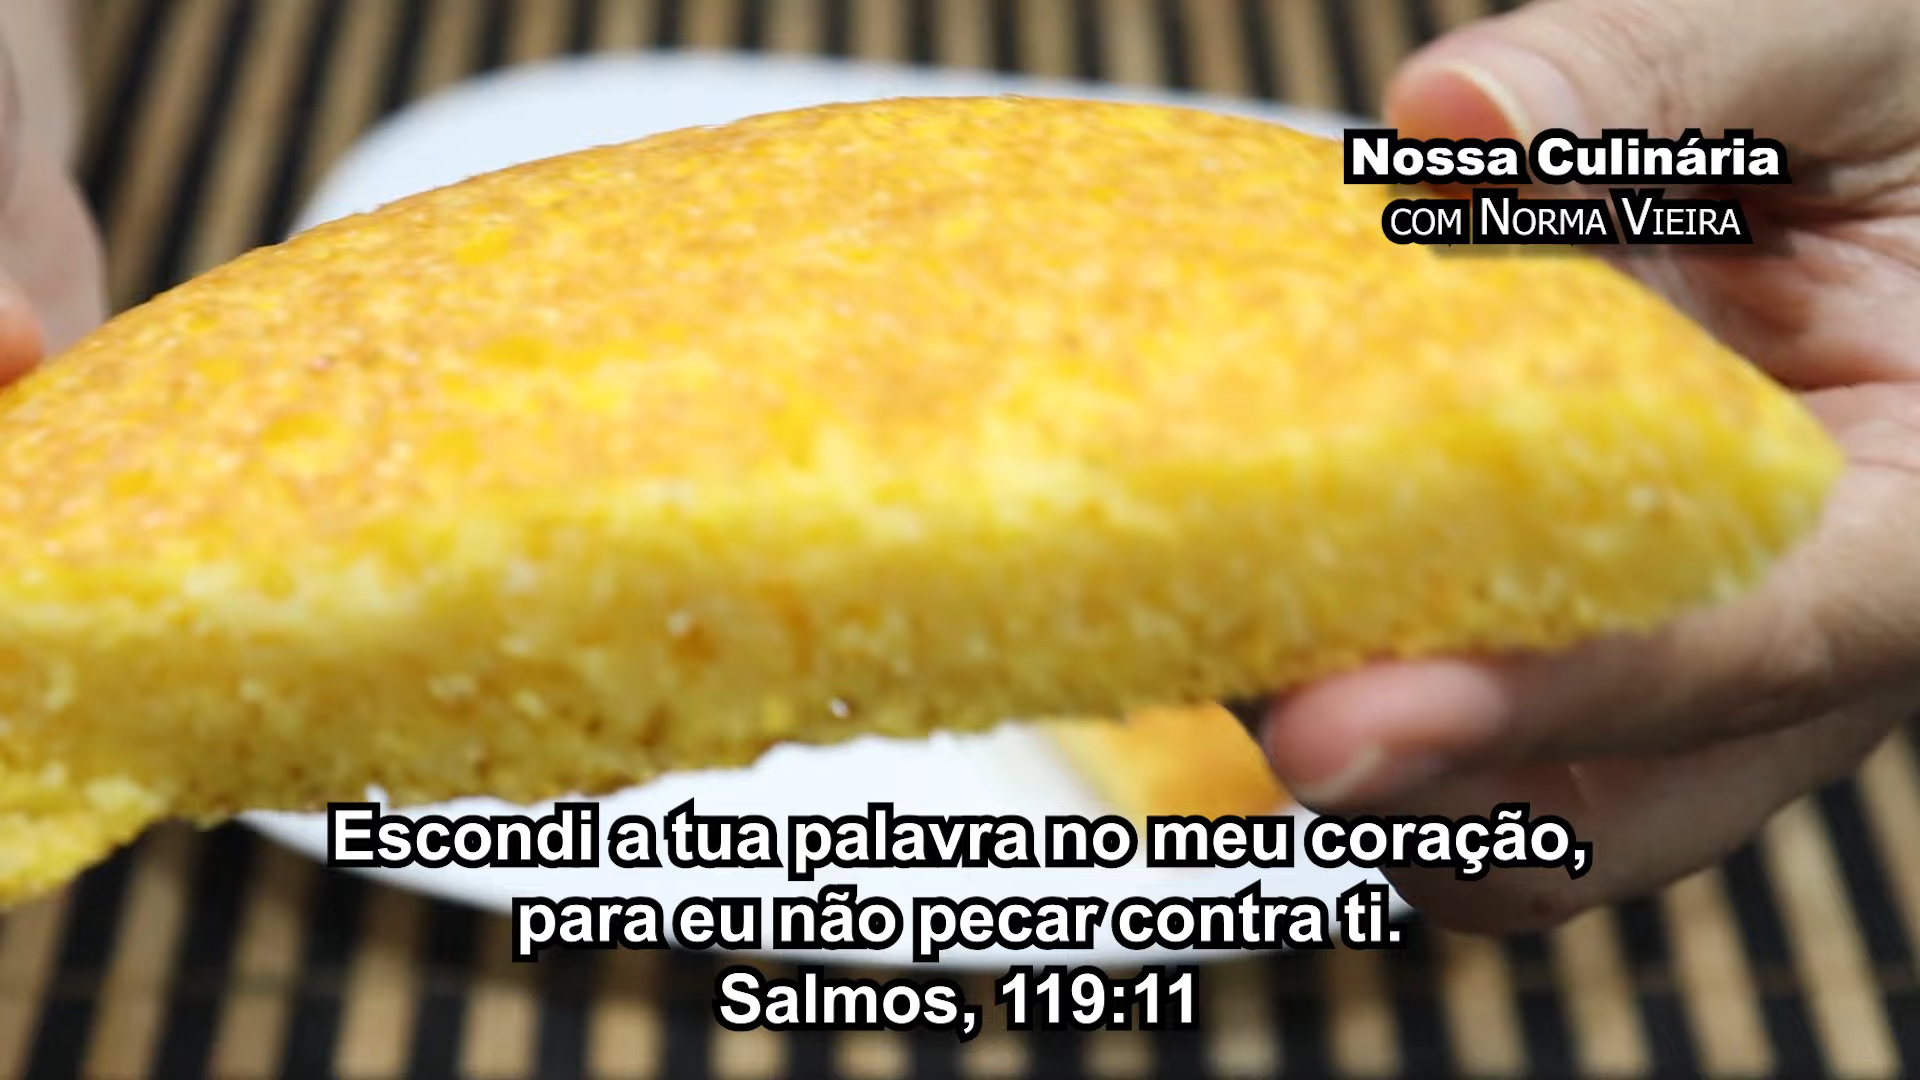 Nossa Culinária
COM NORMA VIEIRA
Escondi a tua palavra no meu coração,
para eu não pecar contra ti.
Salmos, 119:11